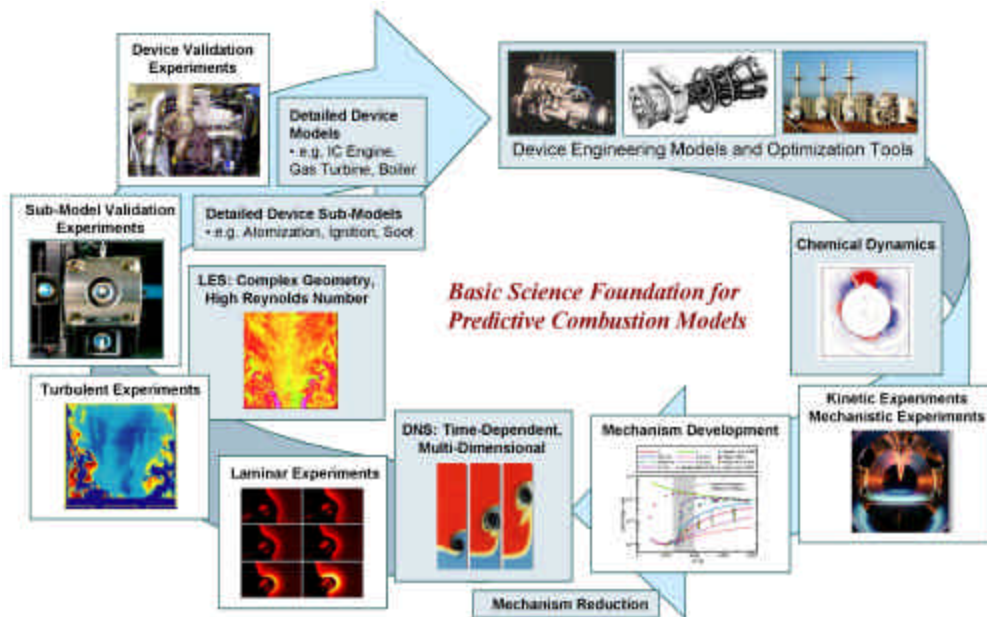 Device Validation
Experiments
Detailed Device
Models
• e.g. IC Engine,
Gas Turbine, Boiler
Device Engineering Models and Optimization Tools
Sub-Model Validation
Experiments
Detailed Device Sub-Models
• e.g. Atomization, Ignition, Soot
Chemical Dynamics
LES: Complex Geometry,
High Reynolds Number
Basic Science Foundation for
Predictive Combustion Models
Turbulent Experiments
Kinetic Experiments
Mechanistic Experiments
DNS: Time-Dependent,
Multi-Dimensional
Mechanism Development
Laminar Experiments
Mechanism Reduction